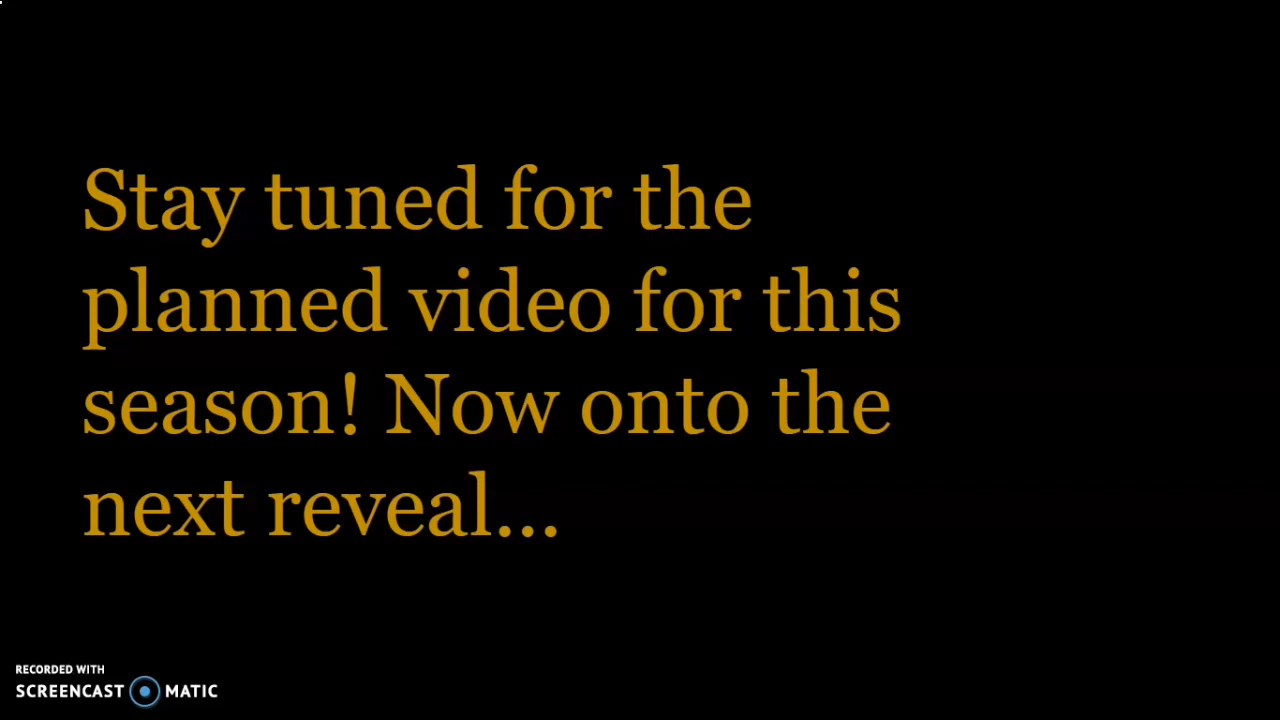 Stay tuned for the
planned video for this
season! Now onto the
next reveal...
RECORDED WITH
SCREENCAST MATIC